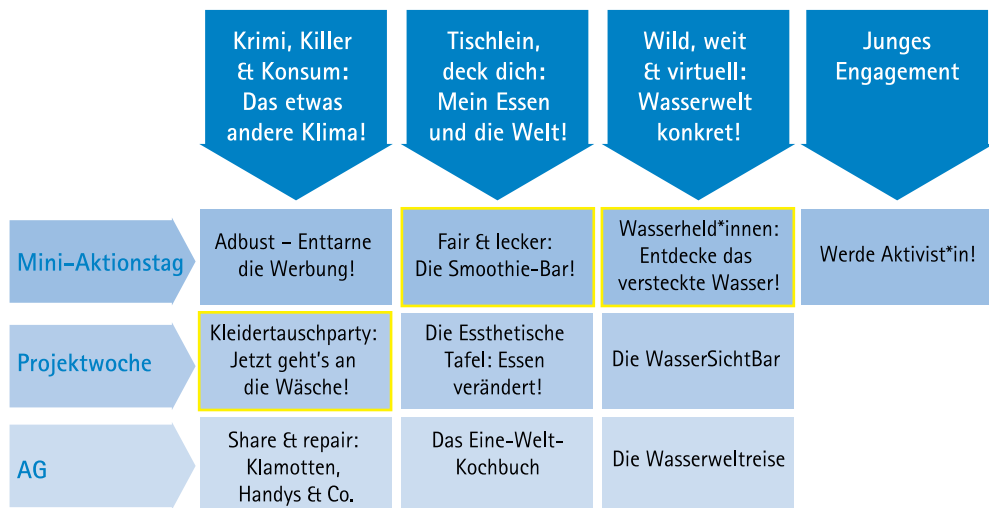 Krimi, Killer
& Konsum:
Das etwas
andere Klima!
Tischlein,
deck dich:
Mein Essen
und die Welt!
Wild, weit
& virtuell:
Wasserwelt
konkret!
Junges
Engagement
Mini-Aktionstag
Adbust – Enttarne
die Werbung!
Fair & lecker:
Die Smoothie-Bar!
Wasserheld*innen:
Entdecke das
versteckte Wasser!
Werde Aktivist*in!
Projektwoche
Kleidertauschparty:
Jetzt geht's an
die Wäsche!
Die Essthetische
Tafel: Essen
verändert!
Die WasserSichtBar
AG
Share & repair:
Klamotten,
Handys & Co.
Das Eine-Welt-
Kochbuch
Die Wasserweltreise